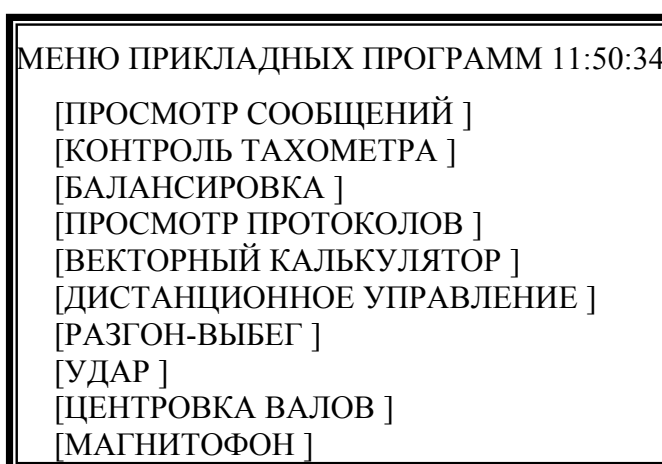 МЕНЮ ПРИКЛАДНЫХ ПРОГРАММ 11:50:34
[ПРОСМОТР СООБЩЕНИЙ ]
[КОНТРОЛЬ ТАХОМЕТРА ]
[БАЛАНСИРОВКА ]
[ПРОСМОТР ПРОТОКОЛОВ ]
[ВЕКТОРНЫЙ КАЛЬКУЛЯТОР ]
[ДИСТАНЦИОННОЕ УПРАВЛЕНИЕ ]
[РАЗГОН-ВЫБЕГ ]
[УДАР ]
[ЦЕНТРОВКА ВАЛОВ ]
[МАГНИТОФОН ]